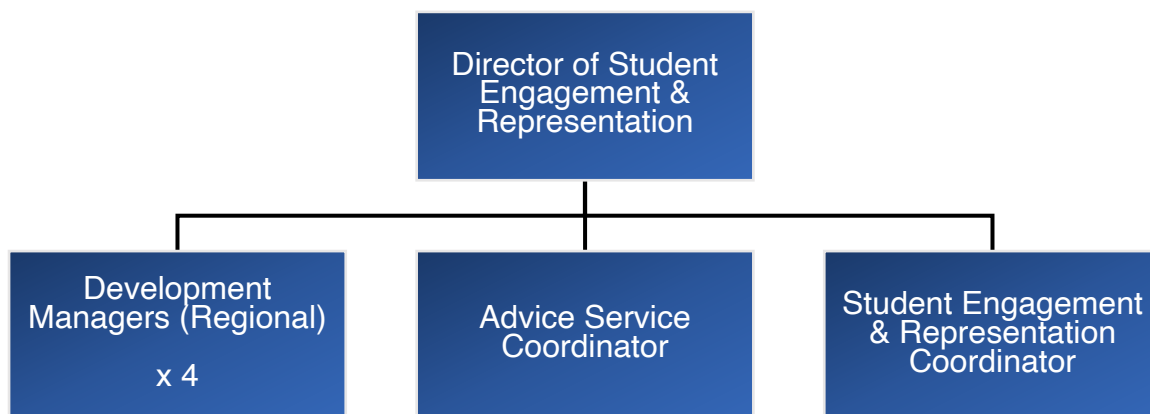 Director of Student
Engagement &
Representation
Development
Managers (Regional)
x 4
Advice Service
Coordinator
Student Engagement
& Representation
Coordinator